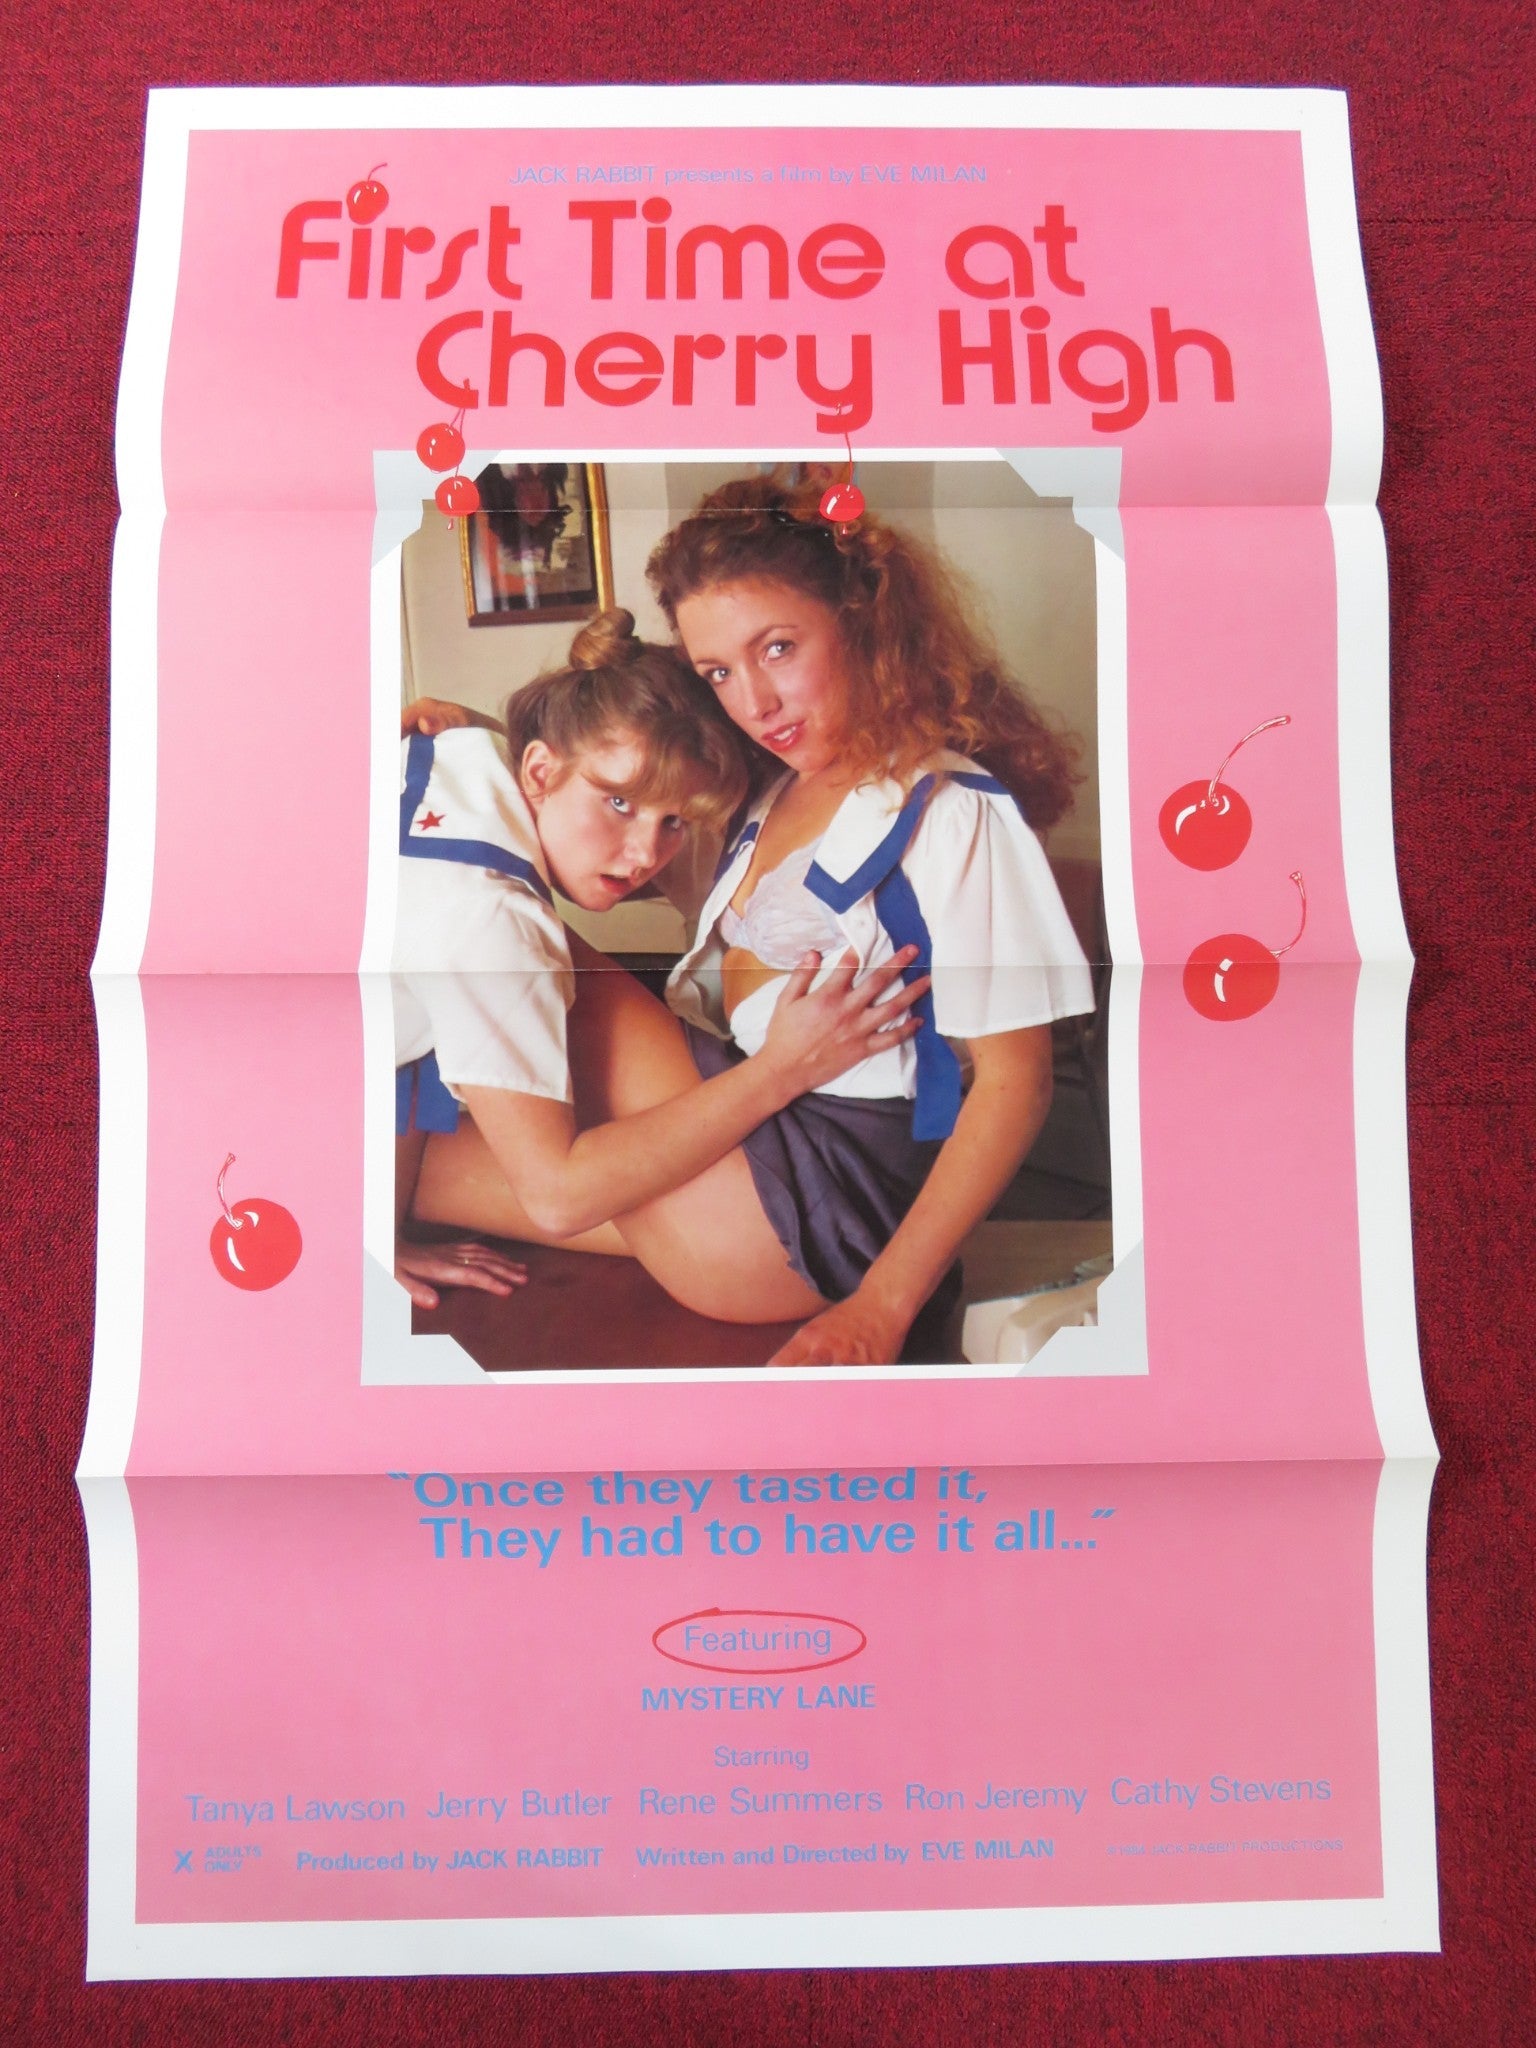 JACK RABBIT presents a film by EVE MILAN
First Time at
Cherry High
"Once they tasted it,
They had to have it all..."
Featuring
MYSTERY LANE
Starring
Tanya Lawson Jerry Butler Rene Summers Ron Jeremy Cathy Stevens
X ADULTS ONLY Produced by JACK RABBIT Written and Directed by EVE MILAN ©1984 JACK RABBIT PRODUCTIONS